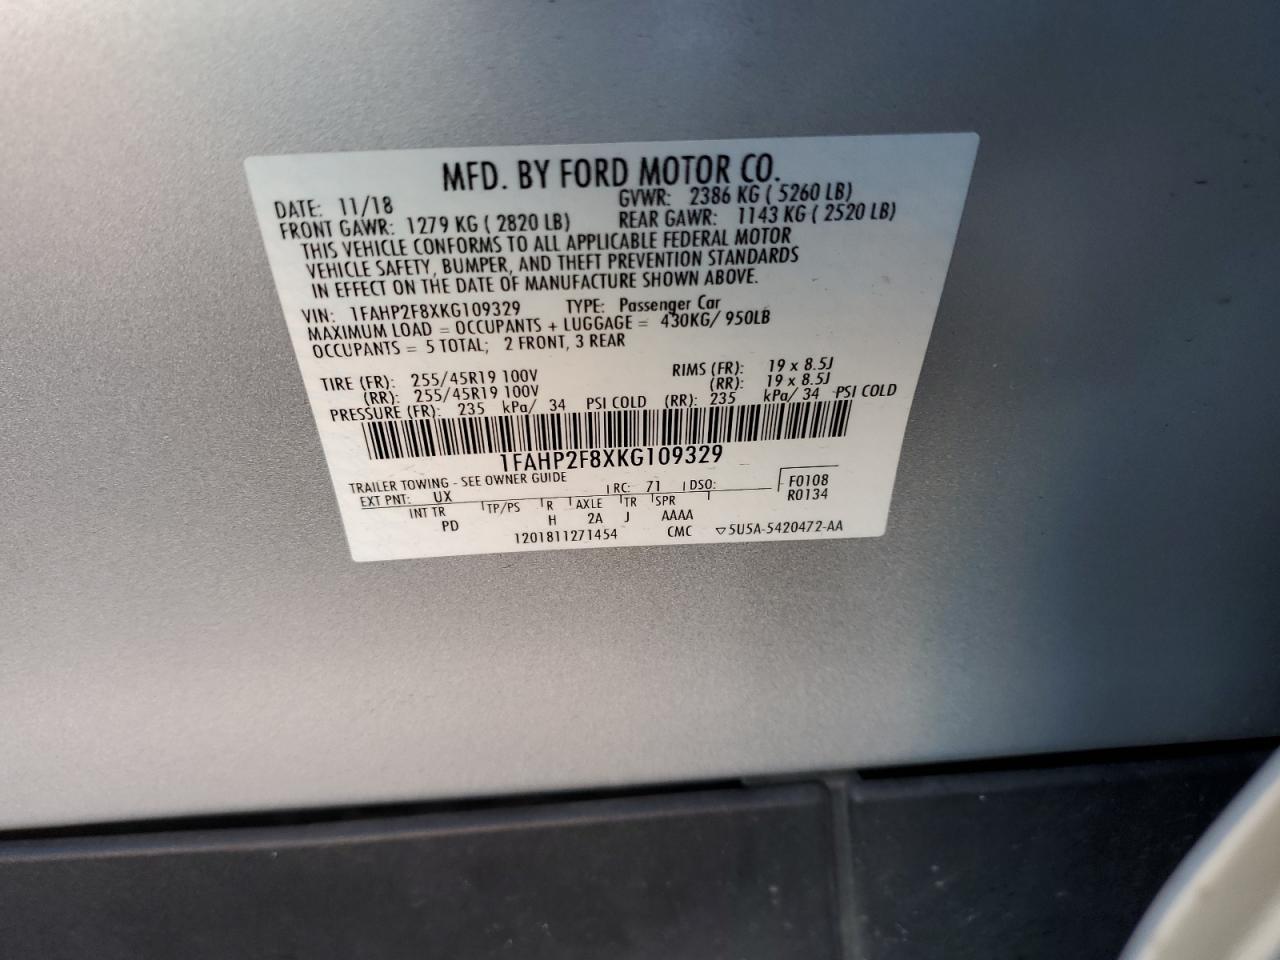 MFD. BY FORD MOTOR CO.
DATE: 11/18 GVWR: 2386 KG ( 5260 LB)
FRONT GAWR: 1279 KG ( 2820 LB) REAR GAWR: 1143 KG ( 2520 LB)
THIS VEHICLE CONFORMS TO ALL APPLICABLE FEDERAL MOTOR
VEHICLE SAFETY, BUMPER, AND THEFT PREVENTION STANDARDS
IN EFFECT ON THE DATE OF MANUFACTURE SHOWN ABOVE.
VIN: 1FAHP2F8XKG109329 TYPE: Passenger Car
MAXIMUM LOAD = OCCUPANTS + LUGGAGE = 430KG/ 950LB
OCCUPANTS = 5 TOTAL; 2 FRONT, 3 REAR
TIRE (FR): 255/45R19 100V RIMS (FR): 19 x 8.5J
(RR): 255/45R19 100V (RR): 19 x 8.5J
PRESSURE (FR): 235 kPa/ 34 PSI COLD (RR): 235 kPa/ 34 PSI COLD
1FAHP2F8XKG109329
TRAILER TOWING - SEE OWNER GUIDE
EXT PNT: UX RC: 71 DSO: F0108
R0134
INT TR TP/PS R AXLE TR SPR
PD H 2A J AAAA
1201811271454 CMC ▽5U5A-5420472-AA